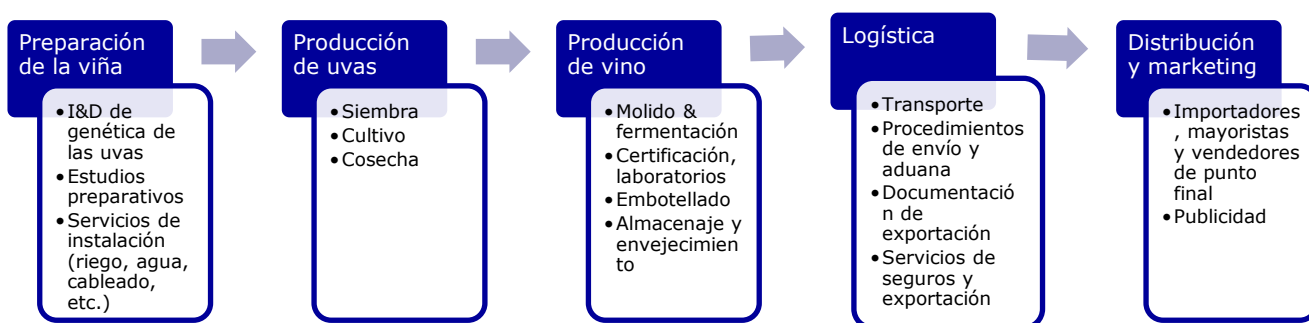 Preparación
de la viña
• I&D de
genética de
las uvas
• Estudios
preparativos
• Servicios de
instalación
(riego, agua,
cableado,
etc.)
Producción
de uvas
• Siembra
• Cultivo
• Cosecha
Producción
de vino
• Molido &
fermentación
• Certificación,
laboratorios
• Embotellado
• Almacenaje y
envejecimien
to
Logística
• Transporte
• Procedimientos
de envío y
aduana
• Documentació
n de
exportación
• Servicios de
seguros y
exportación
Distribución
y marketing
• Importadores
, mayoristas
y vendedores
de punto
final
• Publicidad